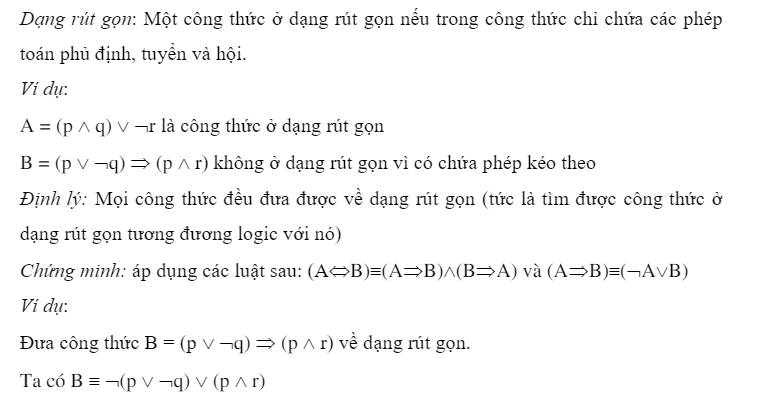 Dạng rút gọn: Một công thức ở dạng rút gọn nếu trong công thức chỉ chứa các phép
toán phủ định, tuyển và hội.
Ví dụ:
A = (p ∧ q) ∨ ¬r là công thức ở dạng rút gọn
B = (p ∨ ¬q) ⇒ (p ∧ r) không ở dạng rút gọn vì có chứa phép kéo theo
Định lý: Mọi công thức đều đưa được về dạng rút gọn (tức là tìm được công thức ở
dạng rút gọn tương đương logic với nó)
Chứng minh: áp dụng các luật sau: (A⇔B)≡(A⇒B)∧(B⇒A) và (A⇒B)≡(¬A∨B)
Ví dụ:
Đưa công thức B = (p ∨ ¬q) ⇒ (p ∧ r) về dạng rút gọn.
Ta có B ≡ ¬(p ∨ ¬q) ∨ (p ∧ r)